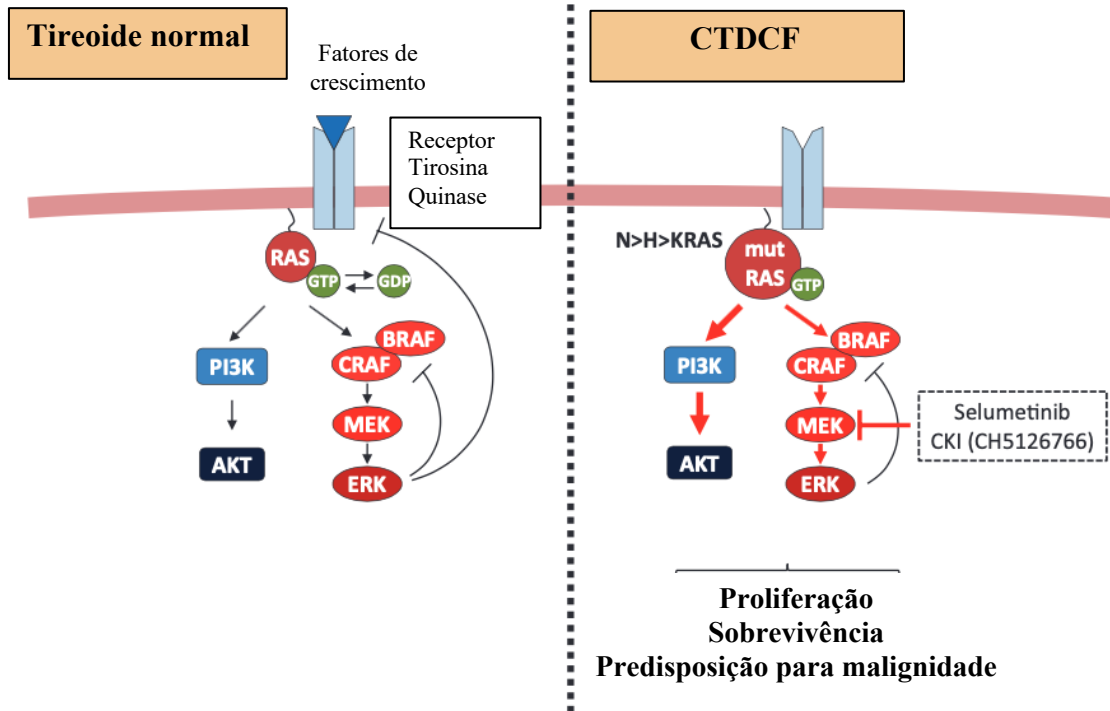 Tireoide normal
Fatores de
crescimento
Receptor
Tirosina
Quinase
RAS
GTP
GDP
PI3K
BRAF
CRAF
MEK
AKT
ERK
CTDCF
N>H>KRAS
mut
RAS
GTP
PI3K
BRAF
CRAF
MEK
AKT
ERK
Selumetinib
CKI (CH5126766)
Proliferação
Sobrevivência
Predisposição para malignidade